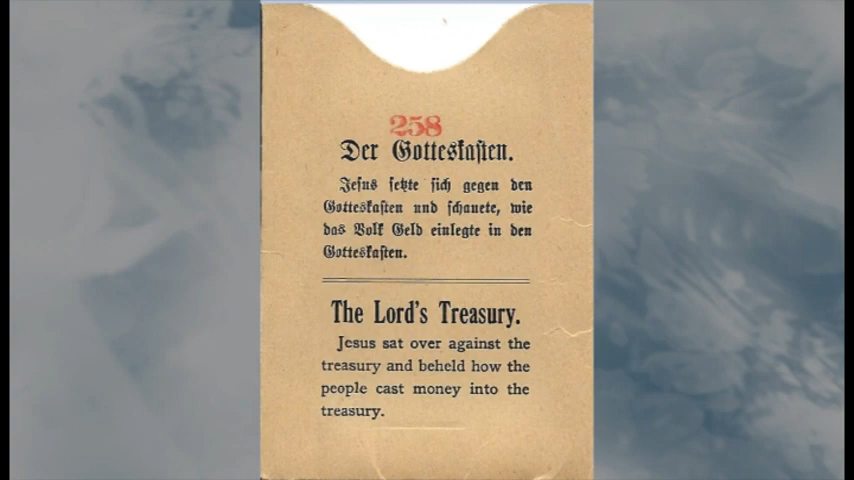 258
Der Gotteskasten.
Jesus setzte sich gegen den
Gotteskasten und schauete, wie
das Volk Geld einlegte in den
Gotteskasten.
The Lord's Treasury.
Jesus sat over against the
treasury and beheld how the
people cast money into the
treasury.